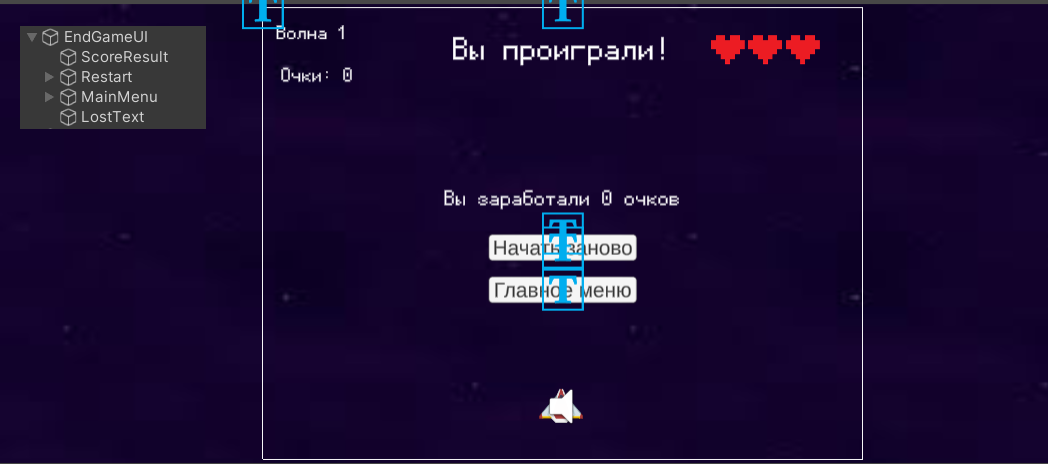 EndGameUI
ScoreResult
Restart
MainMenu
LostText
Волна 1
Вы проиграли!
Очки: 0
Вы заработали 0 очков
Начать заново
Главное меню